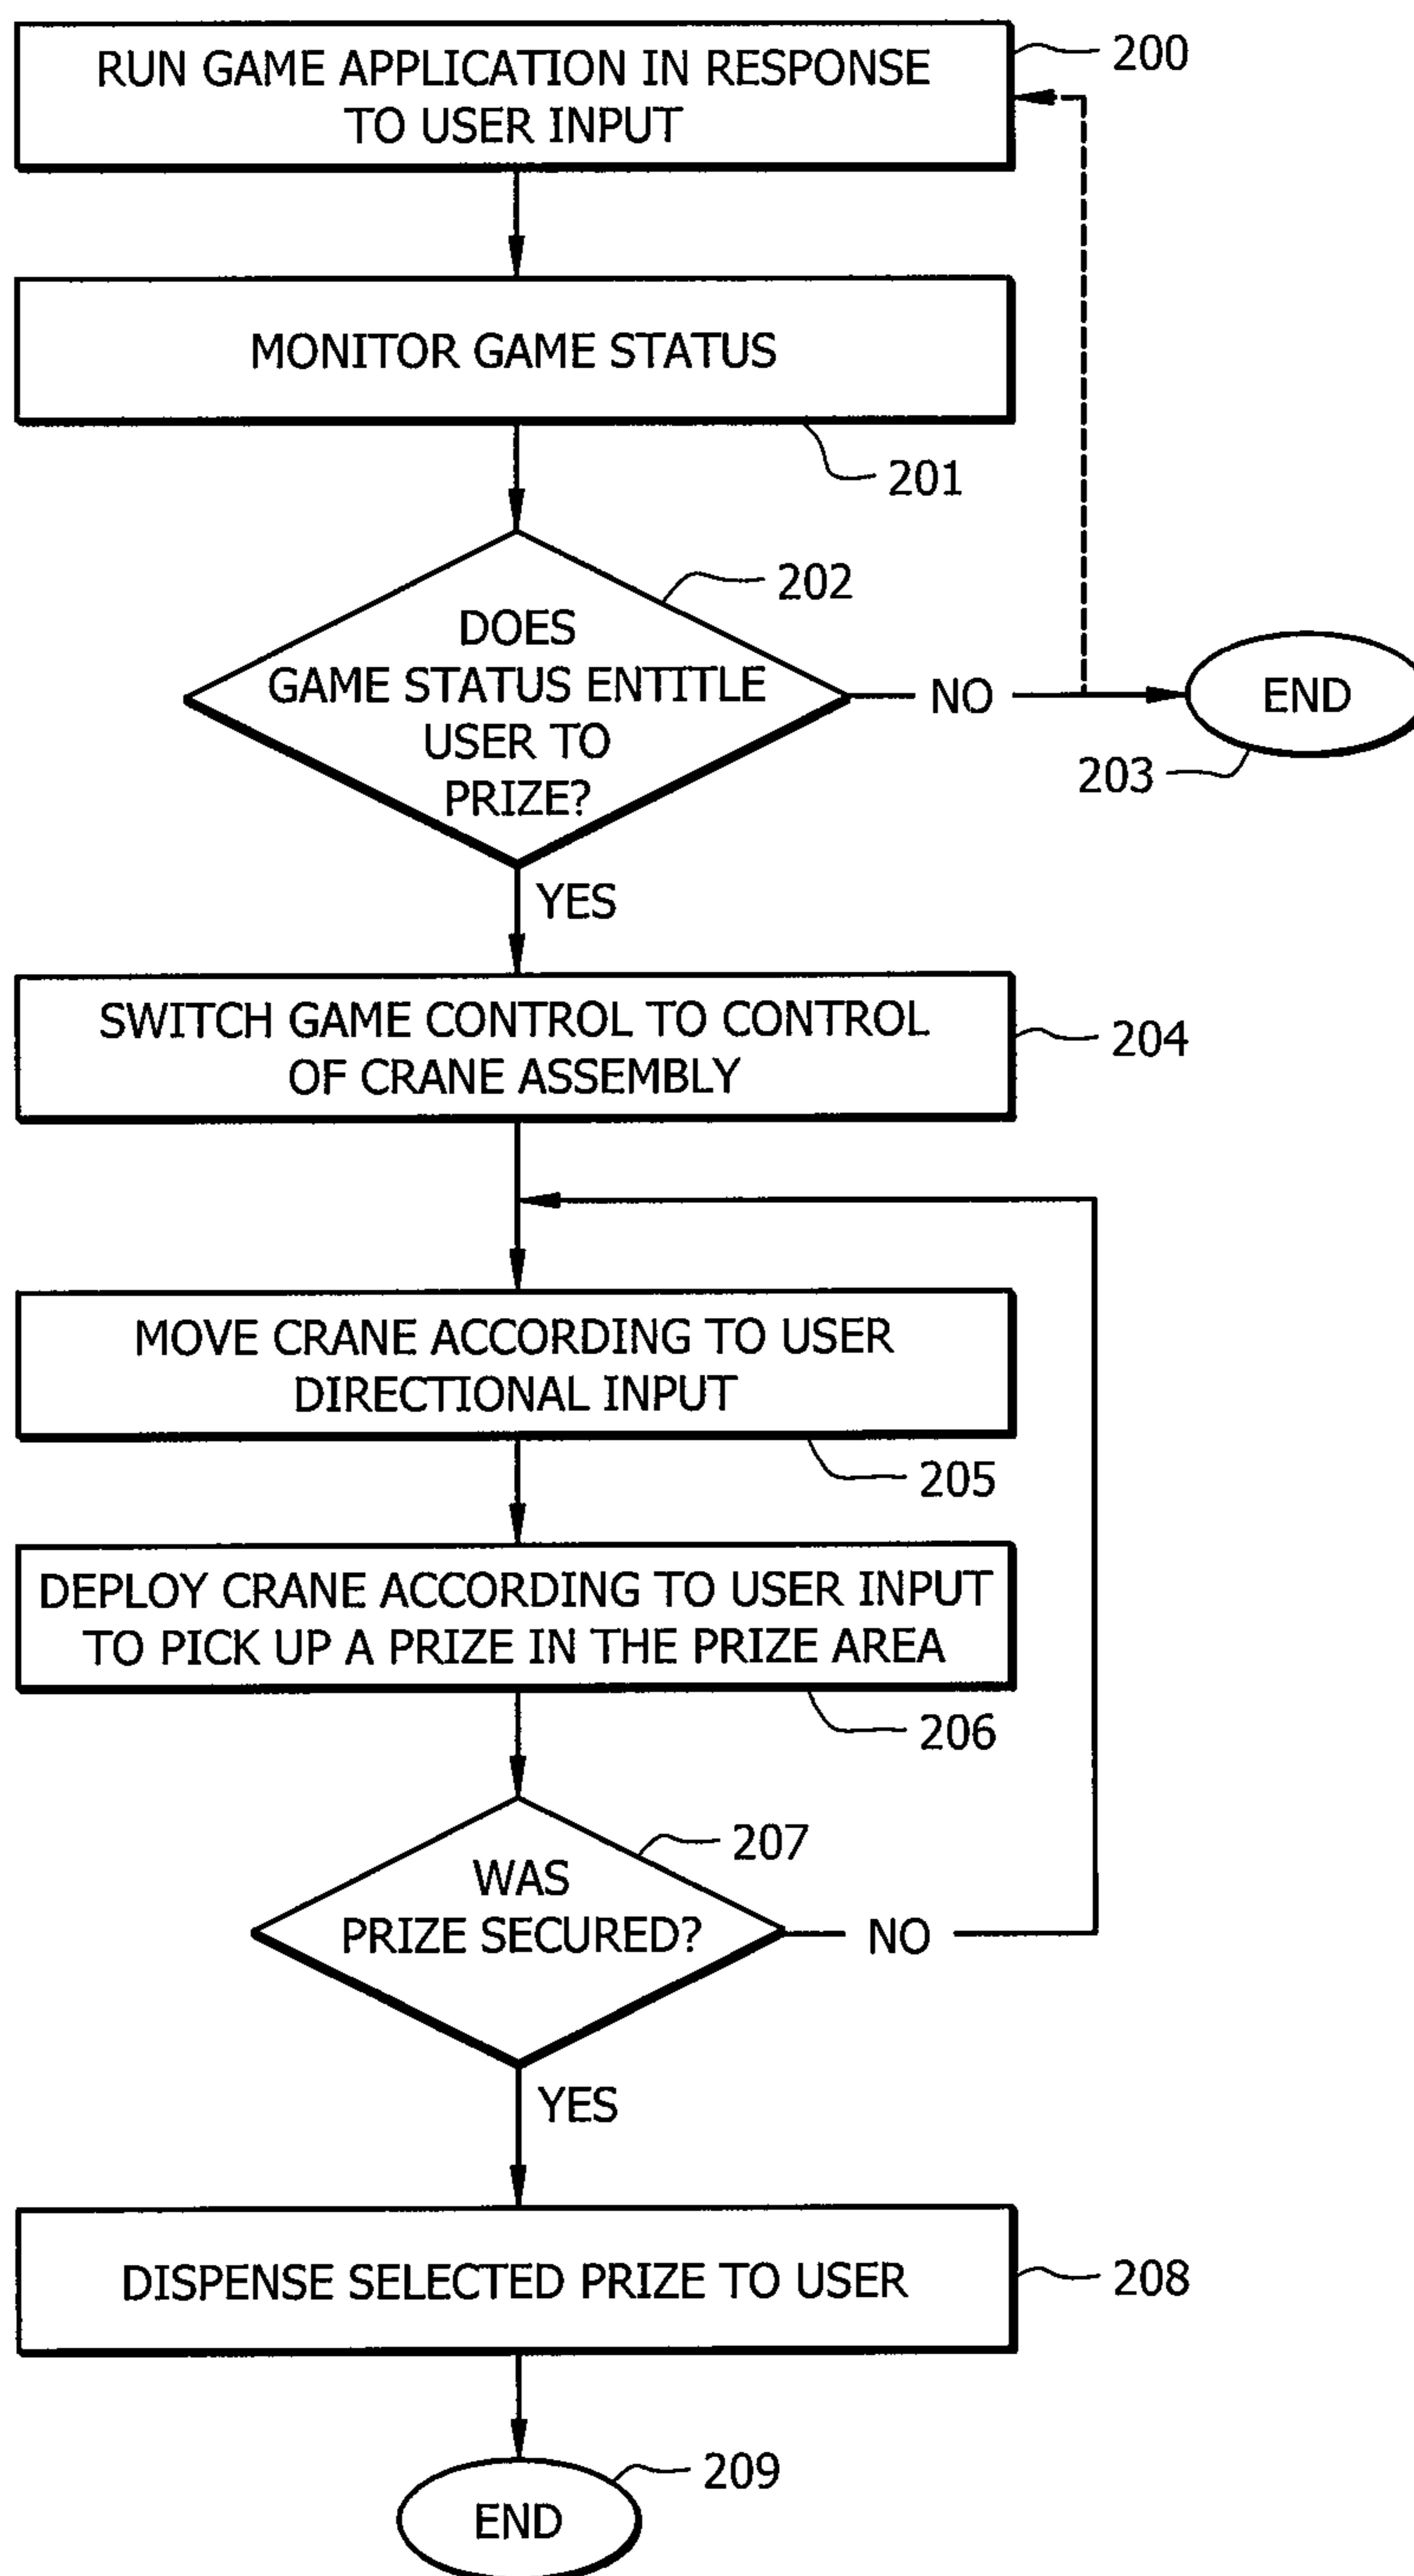 RUN GAME APPLICATION IN RESPONSE
TO USER INPUT
200
MONITOR GAME STATUS
201
202
DOES
GAME STATUS ENTITLE
USER TO
PRIZE?
NO
END
203
YES
SWITCH GAME CONTROL TO CONTROL
OF CRANE ASSEMBLY
204
MOVE CRANE ACCORDING TO USER
DIRECTIONAL INPUT
205
DEPLOY CRANE ACCORDING TO USER INPUT
TO PICK UP A PRIZE IN THE PRIZE AREA
206
207
WAS
PRIZE SECURED?
NO
YES
DISPENSE SELECTED PRIZE TO USER
208
209
END